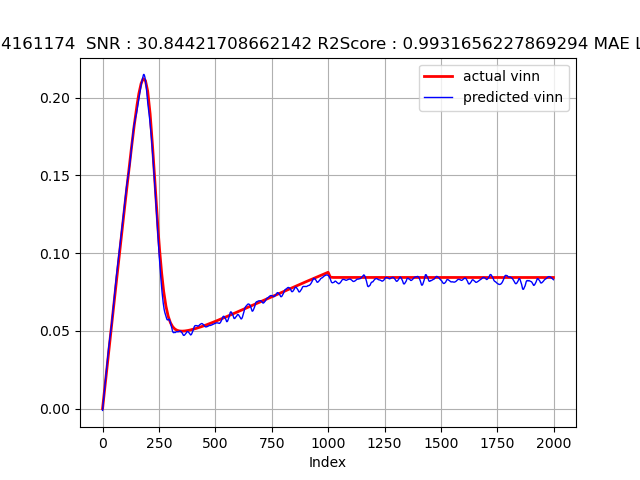 4161174 SNR : 30.84421708662142 R2Score : 0.9931656227869294 MAE L
actual vinn
predicted vinn
0.20
0.15
0.10
0.05
0.00
0 250 500 750 1000 1250 1500 1750 2000
Index